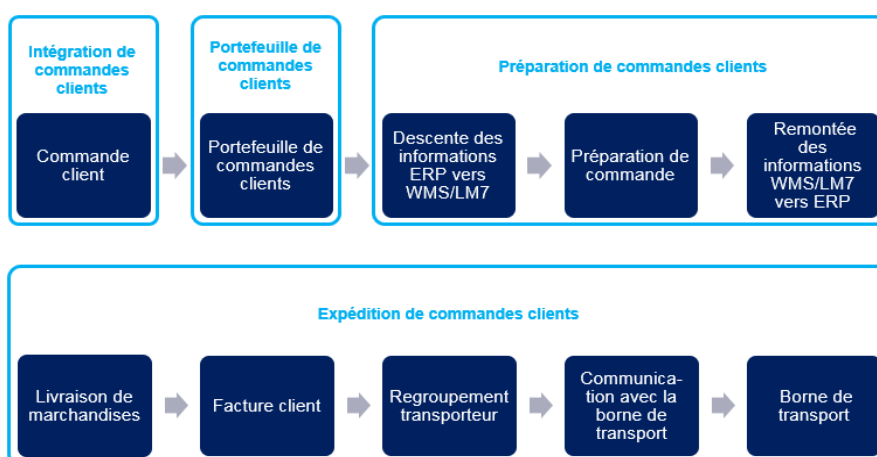 Intégration de
commandes
clients
Portefeuille de
commandes
clients
Préparation de commandes clients
Commande
client
Portefeuille de
commandes
clients
Descente des
informations
ERP vers
WMS/LM7
Préparation de
commande
Remontée
des
informations
WMS/LM7
vers ERP
Expédition de commandes clients
Livraison de
marchandises
Facture client
Regroupement
transporteur
Communica-
tion avec la
borne de
transport
Borne de
transport